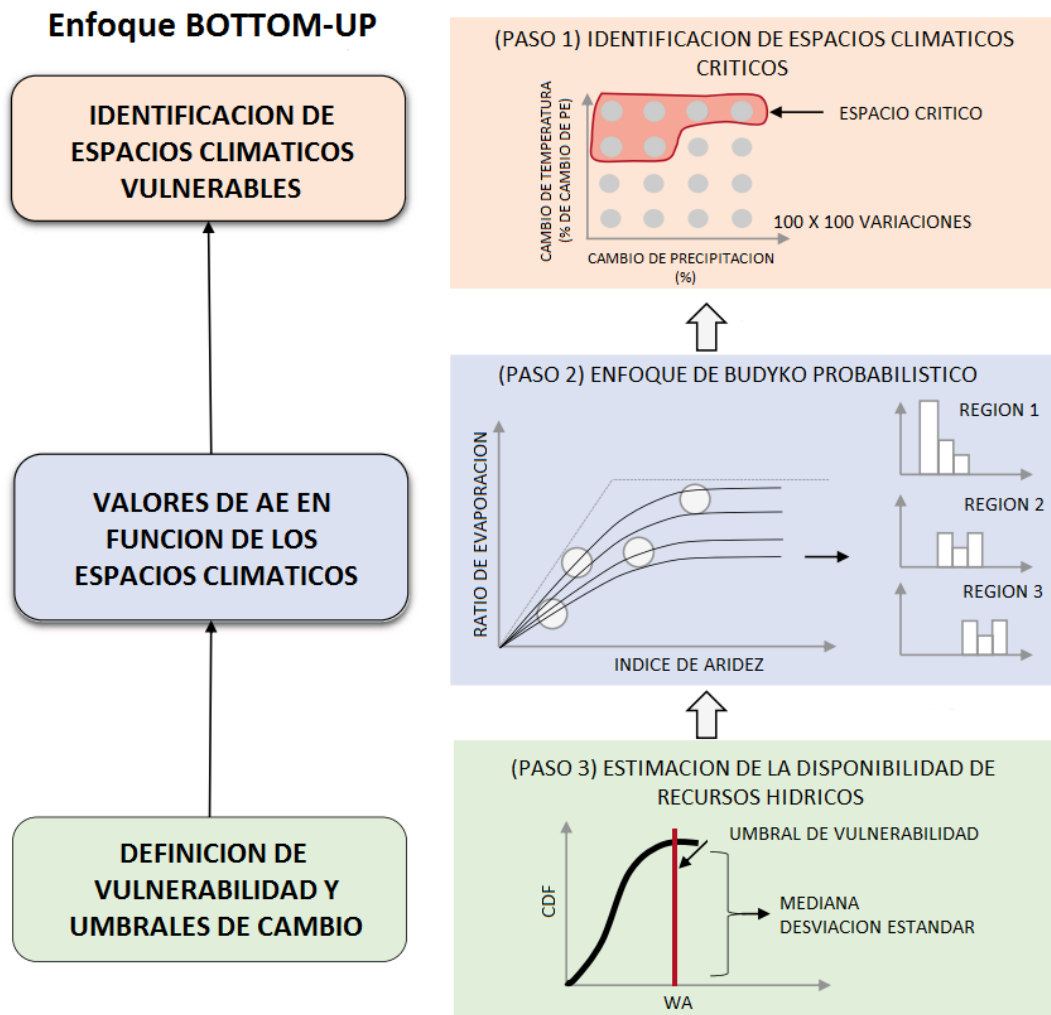 Enfoque BOTTOM-UP
IDENTIFICACION DE
ESPACIOS CLIMATICOS
VULNERABLES
VALORES DE AE EN
FUNCION DE LOS
ESPACIOS CLIMATICOS
DEFINICION DE
VULNERABILIDAD Y
UMBRALES DE CAMBIO
(PASO 1) IDENTIFICACION DE ESPACIOS CLIMATICOS
CRITICOS
CAMBIO DE TEMPERATURA
(% DE CAMBIO DE PE)
ESPACIO CRITICO
100 X 100 VARIACIONES
CAMBIO DE PRECIPITACION
(%)
(PASO 2) ENFOQUE DE BUDYKO PROBABILISTICO
RATIO DE EVAPORACION
INDICE DE ARIDEZ
REGION 1
REGION 2
REGION 3
(PASO 3) ESTIMACION DE LA DISPONIBILIDAD DE
RECURSOS HIDRICOS
UMBRAL DE VULNERABILIDAD
CDF
MEDIANA
DESVIACION ESTANDAR
WA